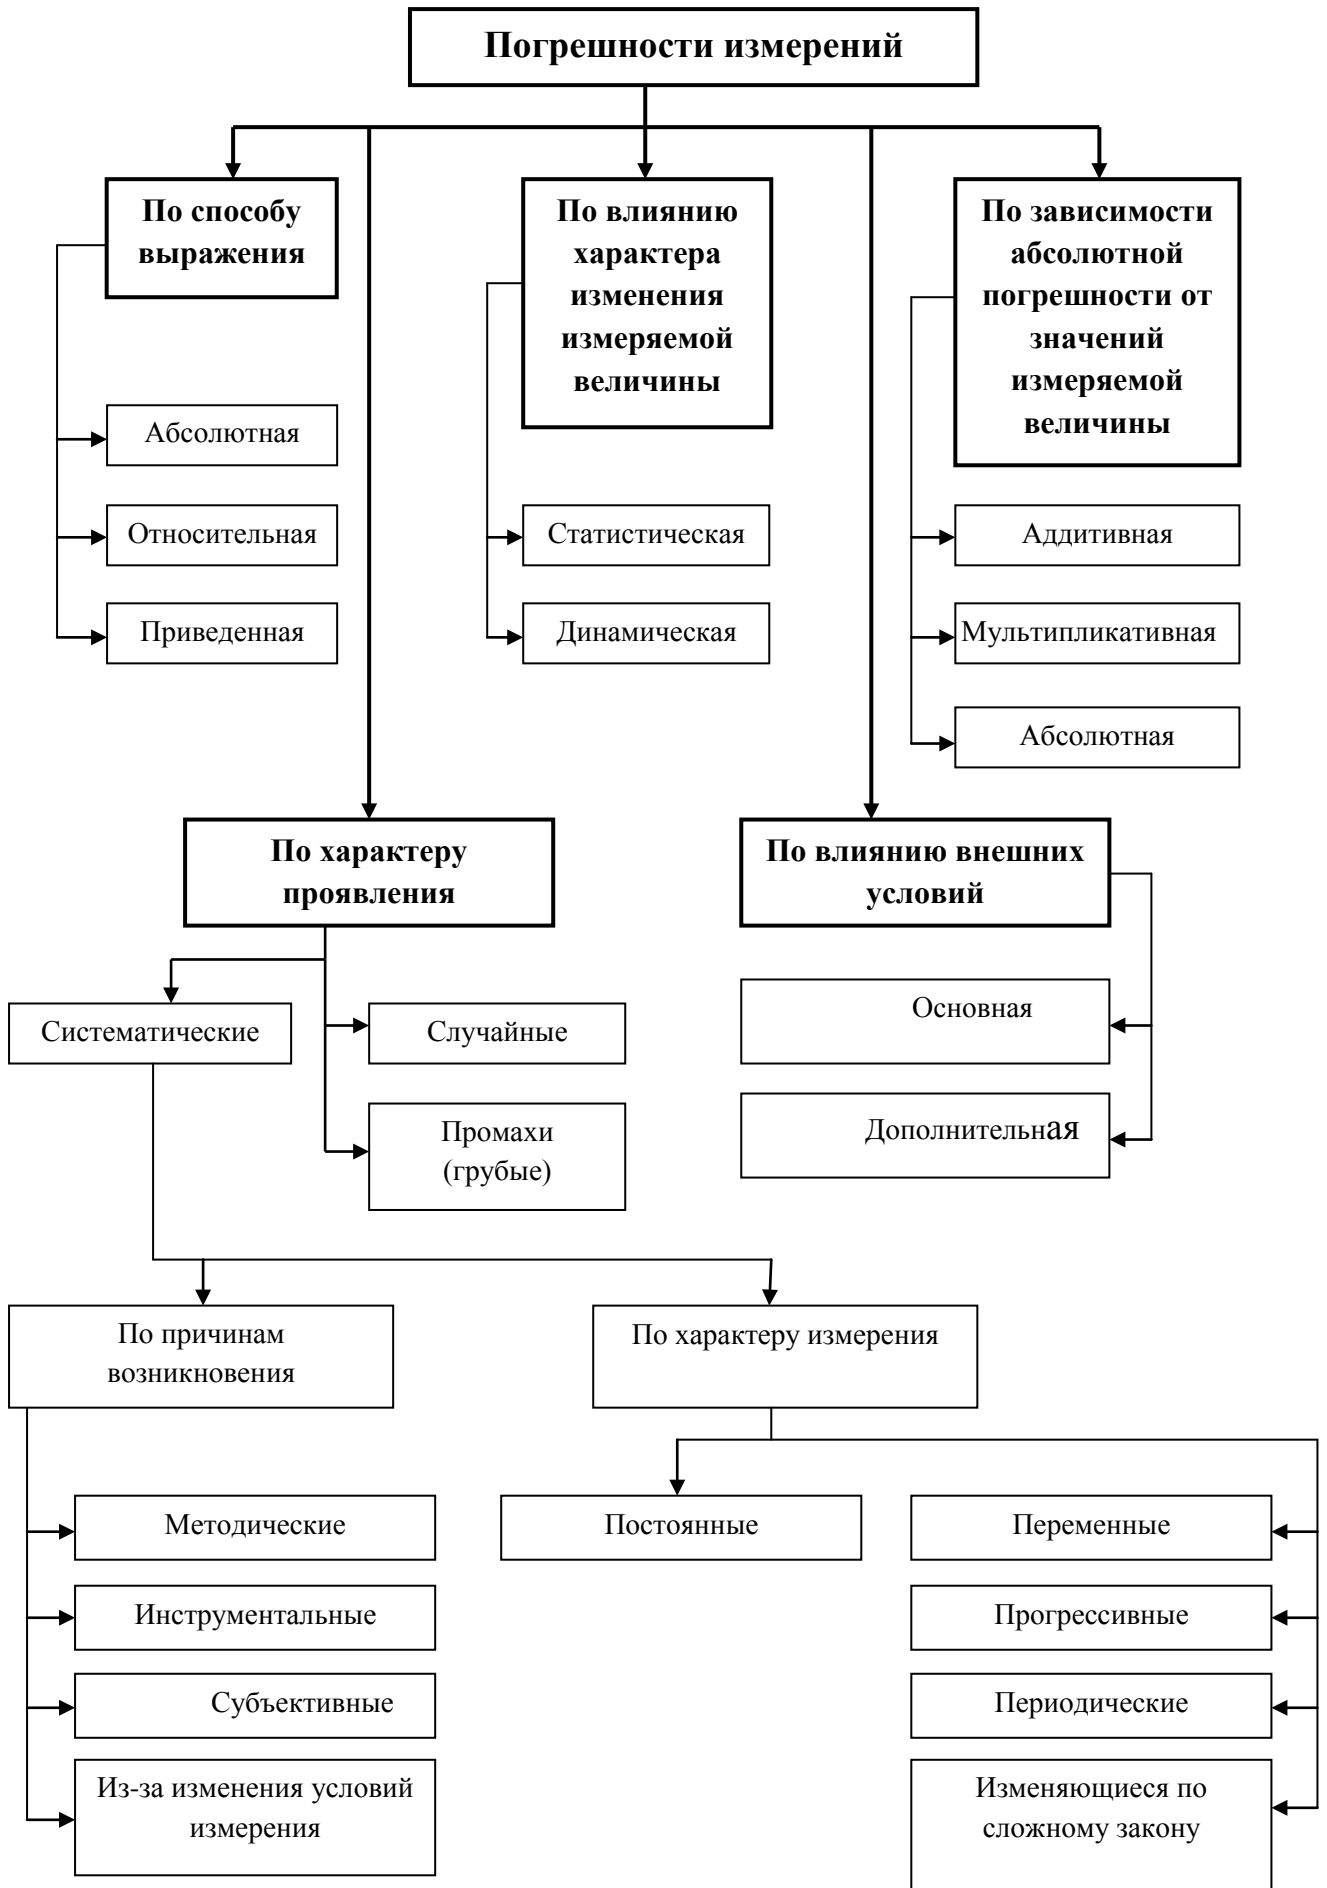 Погрешности измерений
По способу
выражения
Абсолютная
Относительная
Приведенная
По влиянию
характера
изменения
измеряемой
величины
Статистическая
Динамическая
По зависимости
абсолютной
погрешности от
значений
измеряемой
величины
Аддитивная
Мультипликативная
Абсолютная
По характеру
проявления
Систематические
Случайные
Промахи
(грубые)
По влиянию внешних
условий
Основная
Дополнительная
По причинам
возникновения
Методические
Инструментальные
Субъективные
Из-за изменения условий
измерения
По характеру измерения
Постоянные
Переменные
Прогрессивные
Периодические
Изменяющиеся по
сложному закону